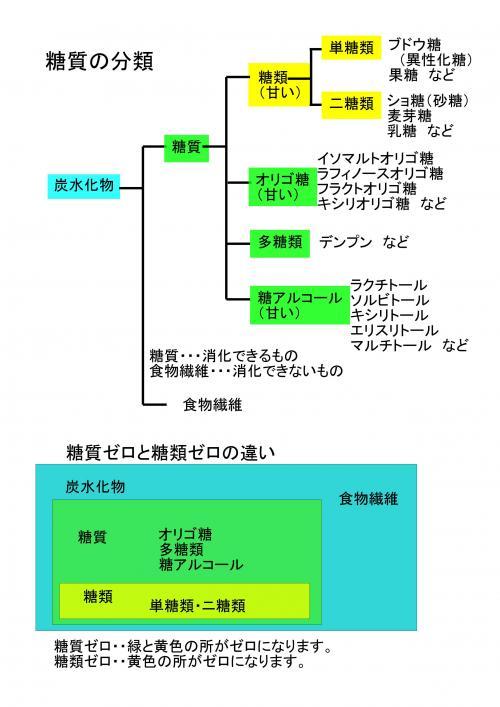 糖質の分類
単糖類
ブドウ糖
（異性化糖）
果糖 など
糖類
（甘い）
二糖類
ショ糖（砂糖）
麦芽糖
乳糖 など
糖質
炭水化物
オリゴ糖
（甘い）
イソマルトオリゴ糖
ラフィノースオリゴ糖
フラクトオリゴ糖
キシリオリゴ糖 など
多糖類
デンプン など
糖アルコール
（甘い）
ラクチトール
ソルビトール
キシリトール
エリスリトール
マルチトール など
糖質・・・消化できるもの
食物繊維・・・消化できないもの
食物繊維
糖質ゼロと糖類ゼロの違い
炭水化物
食物繊維
糖質
オリゴ糖
多糖類
糖アルコール
糖類
単糖類・二糖類
糖質ゼロ・・緑と黄色の所がゼロになります。
糖類ゼロ・・黄色の所がゼロになります。